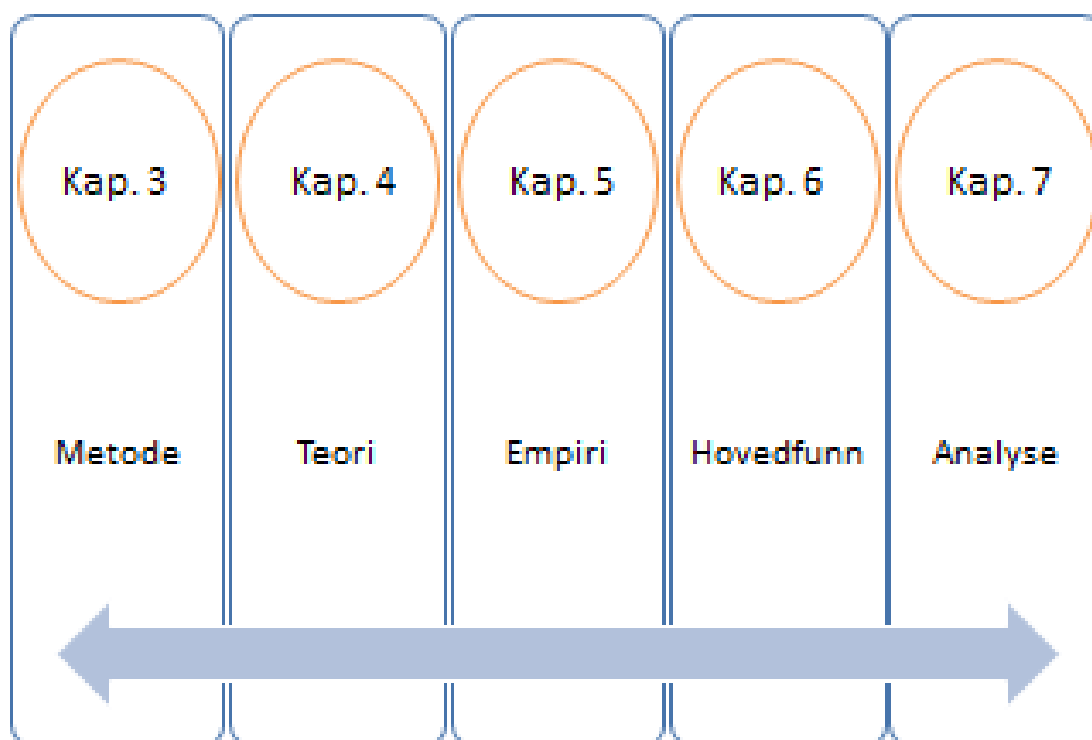 Kap. 3
Kap. 4
Kap. 5
Kap. 6
Kap. 7
Metode
Teori
Empiri
Hovedfunn
Analyse